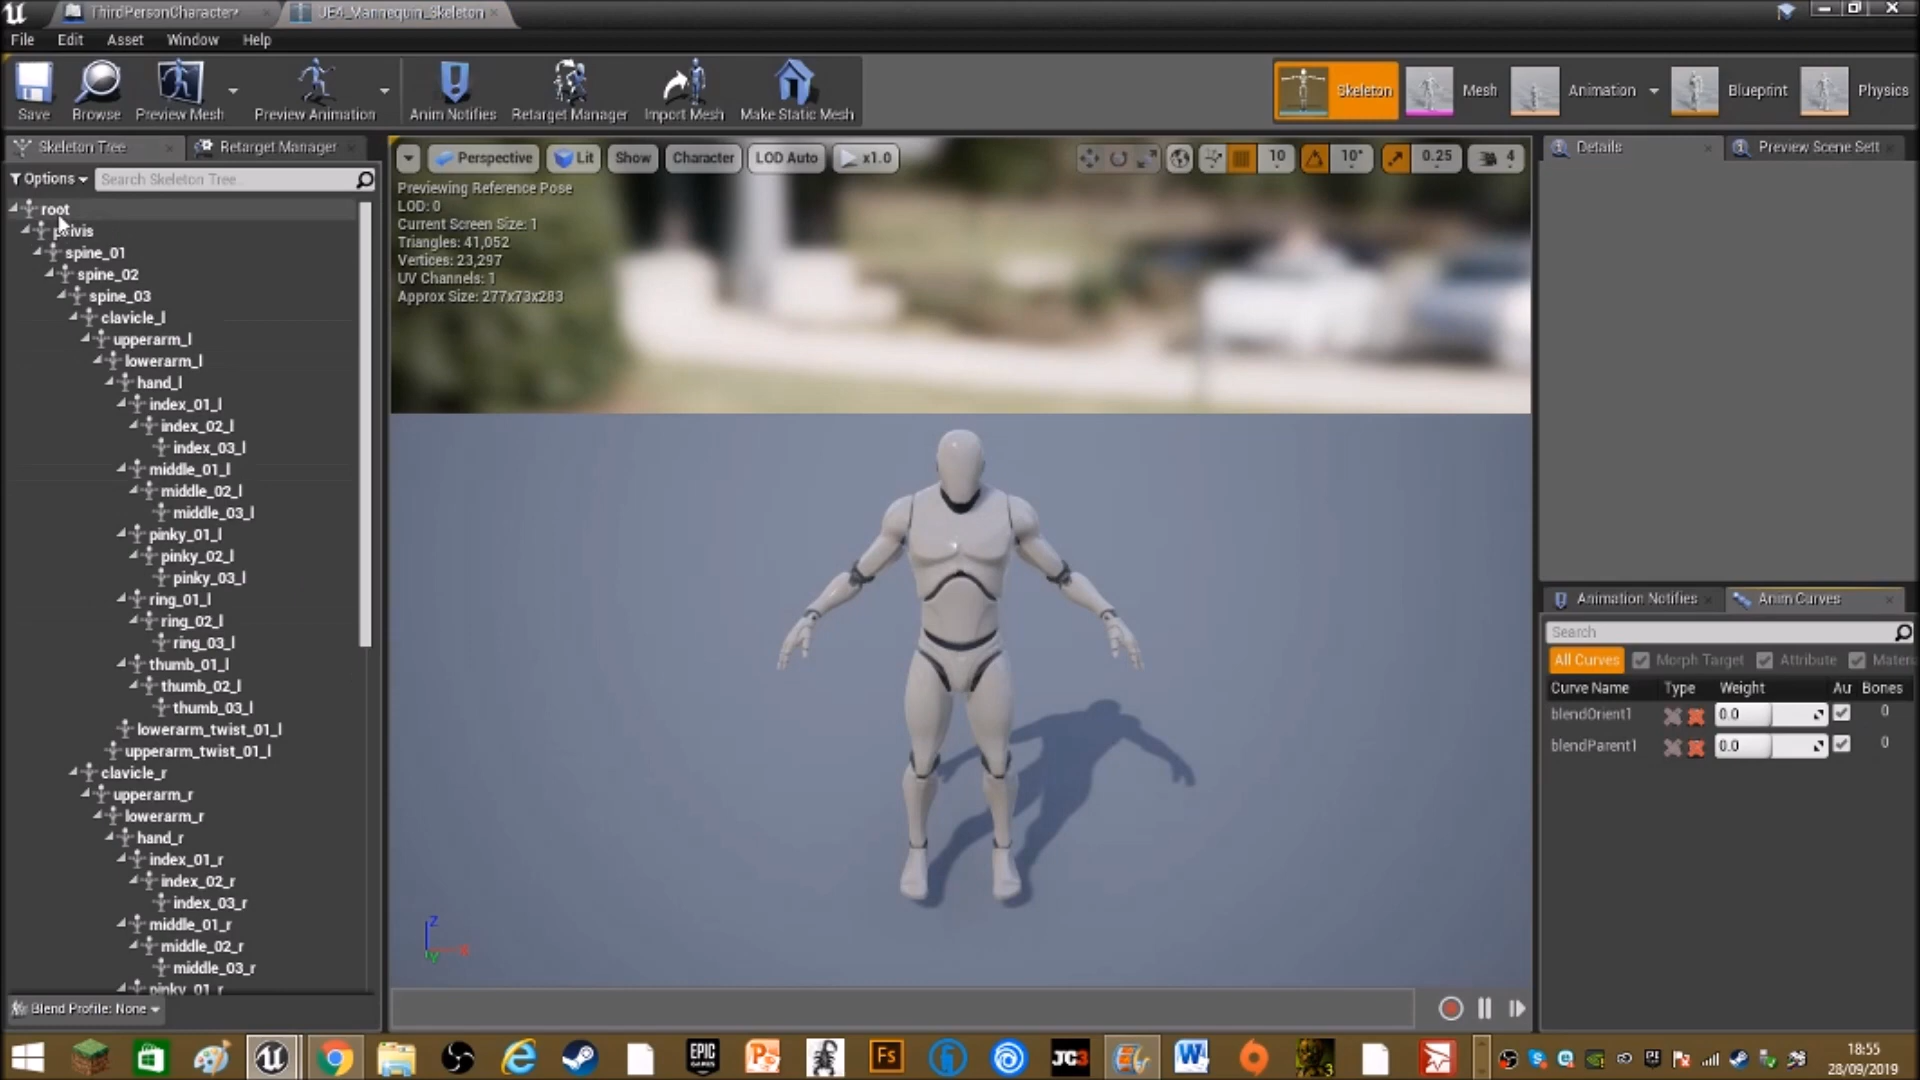 ThirdPersonCharacter*
UE4_Mannequin_Skeleton
File Edit Asset Window Help
Save Browse Preview Mesh Preview Animation Anim Notifies Retarget Manager Import Mesh Make Static Mesh
Skeleton Mesh Animation Blueprint Physics
Skeleton Tree Retarget Manager
Details Preview Scene Sett
Options Search Skeleton Tree...
Perspective Lit Show Character LOD Auto x1.0
10 10° 0.25 4
Previewing Reference Pose
LOD: 0
Current Screen Size: 1
Triangles: 41,052
Vertices: 23,297
UV Channels: 1
Approx Size: 277x73x283
root
spine_01
spine_02
spine_03
clavicle_l
upperarm_l
lowerarm_l
hand_l
index_01_l
index_02_l
index_03_l
middle_01_l
middle_02_l
middle_03_l
pinky_01_l
pinky_02_l
pinky_03_l
ring_01_l
ring_02_l
ring_03_l
thumb_01_l
thumb_02_l
thumb_03_l
lowerarm_twist_01_l
upperarm_twist_01_l
clavicle_r
upperarm_r
lowerarm_r
hand_r
index_01_r
index_02_r
index_03_r
middle_01_r
middle_02_r
middle_03_r
pinky_01_r
Blend Profile: None
Z
Animation Notifies Anim Curves
Search
All Curves Morph Target Attribute Materi
Curve Name Type Weight Au Bones
blendOrient1 0.0 0
blendParent1 0.0 0
EPIC GAMES
Fs
JC3
W
18:55
28/09/2019